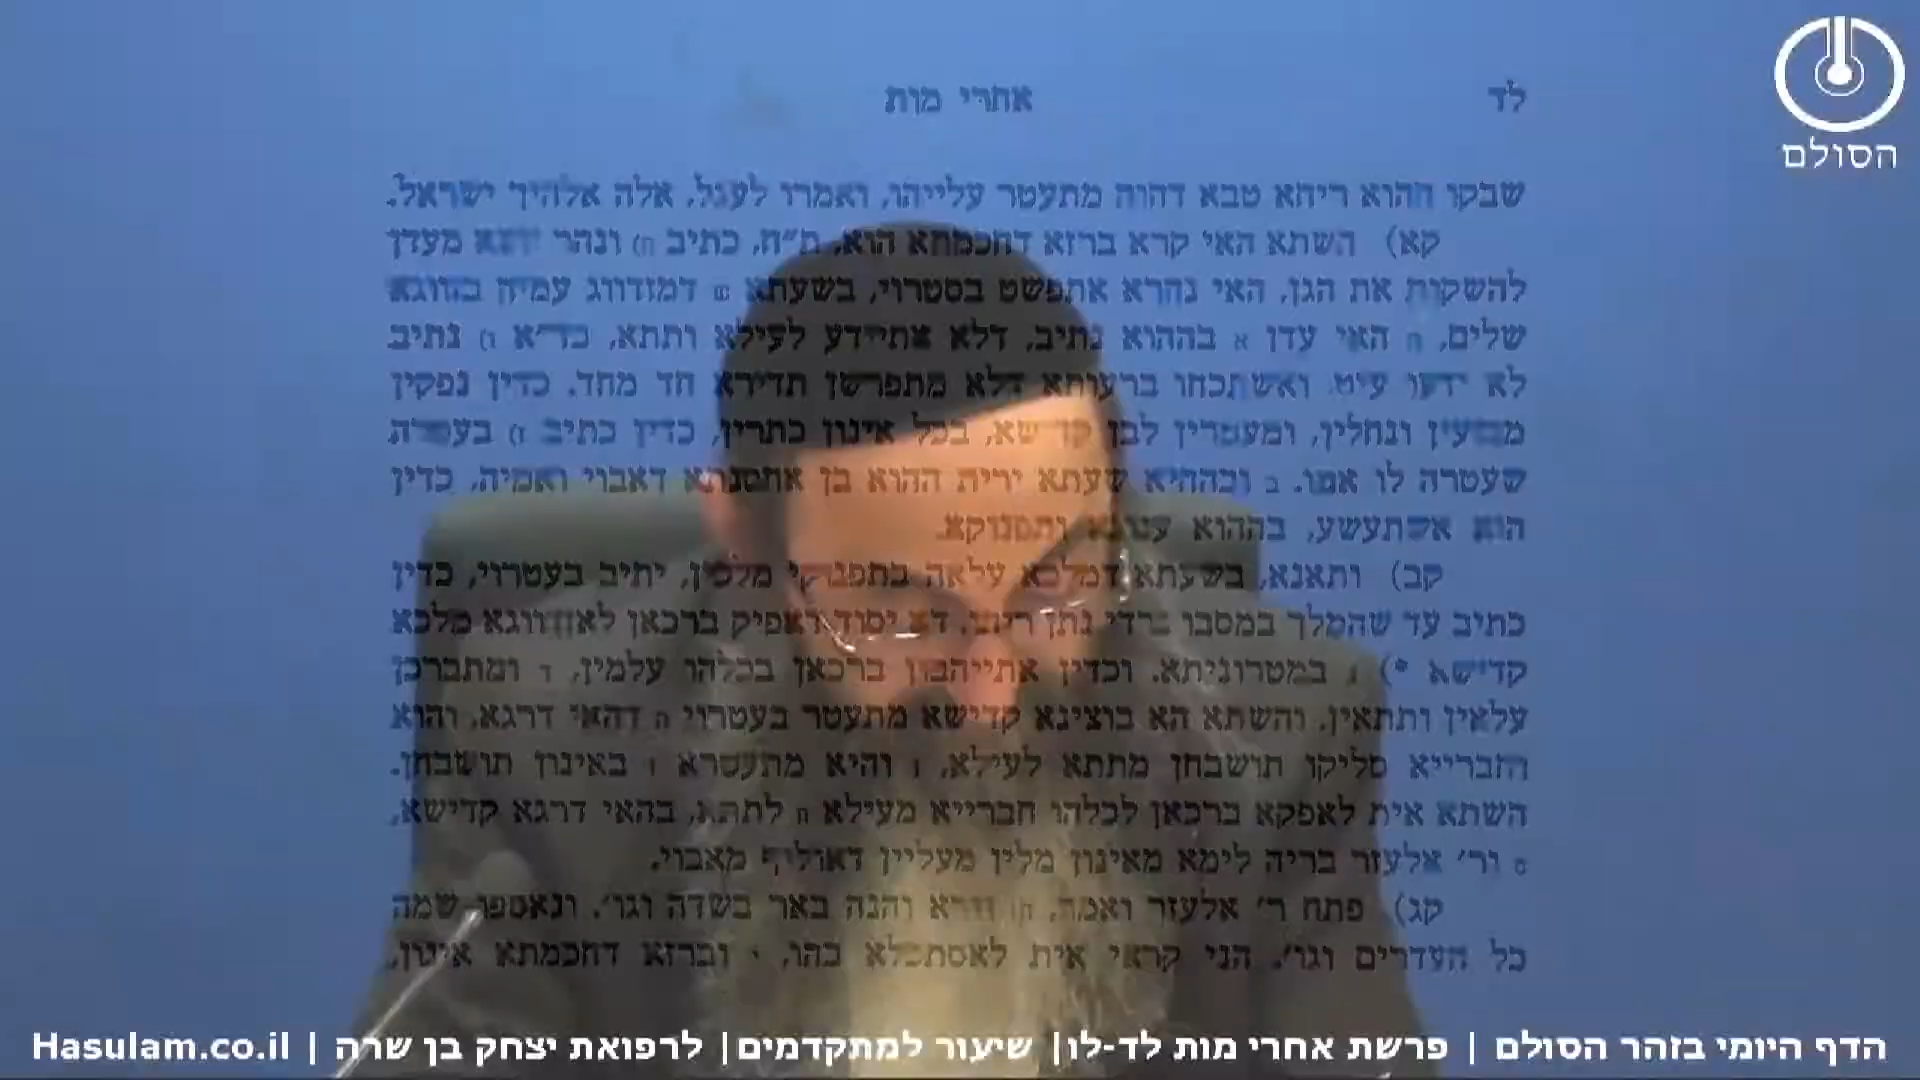 הסולם
לד
אחרי מות
שבקו ההוא ריחא טבא דהוה מתעטר עלייהו, ואמרו לעגל, אלה אלהיך ישראל.
קא) השתא האי קרא ברזא דחכמתא הוא, ת״ח, כתיב ח) ונהר יוצא מעדן
להשקות את הגן, האי נהרא אתפשט בסטרוי, בשעתא דמזדווג עמיה בזווגא
שלים, ת האי עדן א בההוא נתיב, דלא אתיידע לעילא ותתא, כד״א ו) נתיב
לא ידעו עיט. ואשתכחו ברעותא דלא מתפרשן תדירא חד מחד. כדין נפקין
מבועין ונחלין, ומעטרין לבן קדישא, בכל אינון כתרין, כדין כתיב ז) בעטרה
שעטרה לו אמו. ב ובההיא שעתא ירית ההוא בן אחסנתא דאבוי ואמיה, כדין
הוא אשתעשע, בההוא ענוגא ותפנוקא.
קב) ותאנא, בשעתא דמלכא עלאה בתפנוקי מלכין, יתיב בעטרוי, כדין
כתיב עד שהמלך במסבו נרדי נתן ריחו. דא יסוד דאפיק ברכאן לאזדווגא מלכא
קדישא *) ג במטרוניתא. וכדין אתייהבון ברכאן בכלהו עלמין, ד ומתברכן
עלאין ותתאין. והשתא הא בוצינא קדישא מתעטר בעטרוי ה דהאי דרגא, והוא
וחברייא סליקו תושבחן מתתא לעילא, ו והיא מתעטרא ז באינון תושבחן.
השתא אית לאפקא ברכאן לכלהו חברייא מעילא ח לתתא, בהאי דרגא קדישא,
ט ור׳ אלעזר בריה לימא מאינון מלין מעליין דאוליף מאבוי.
קג) פתח ר׳ אלעזר ואמר, ח) וירא והנה באר בשדה וגו׳. ונאספו שמה
כל העדרים וגו׳. הני קראי אית לאסתכלא בהו, י וברזא דחכמתא אינון,
הדף היומי בזהר הסולם | פרשת אחרי מות לד-לו| שיעור למתקדמים| לרפואת יצחק בן שרה | Hasulam.co.il